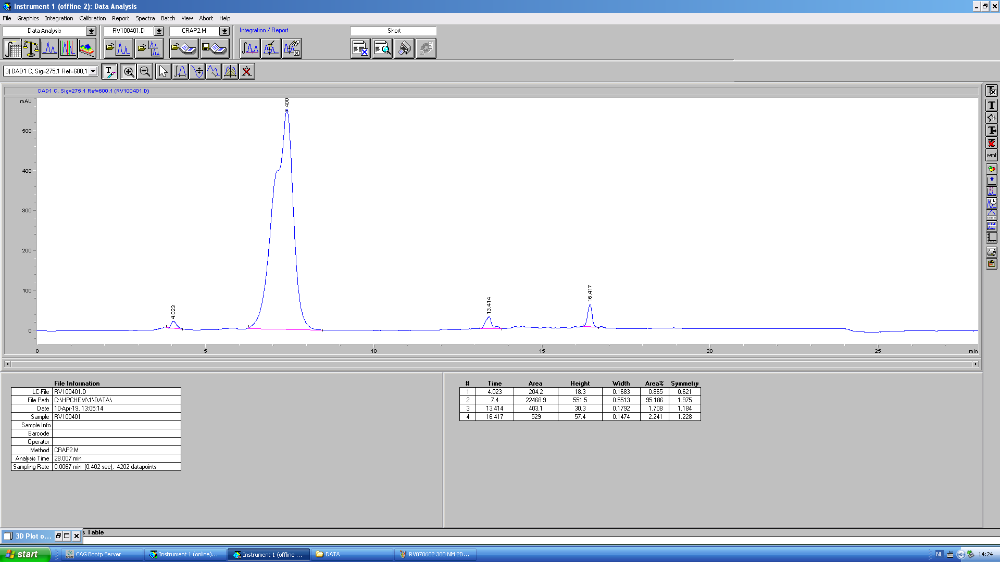 Instrument 1 (offline 2): Data Analysis
File Graphics Integration Calibration Report Spectra Batch View Abort Help
Data Analysis RV100401.D CRAP2.M Integration / Report Short
3) DAD1 C, Sig=275,1 Ref=600,1
DAD1 C, Sig=275,1 Ref=600,1 (RV100401.D)
mAU
500
400
300
200
100
0
4.023
7.400
13.414
16.417
0 5 10 15 20 25 min
wmf
TITLE
File Information
LC-File RV100401.D
File Path C:\HPCHEM\1\DATA\
Date 10-Apr-19, 13:05:14
Sample RV100401
Sample Info
Barcode
Operator
Method CRAP2.M
Analysis Time 28.007 min
Sampling Rate 0.0067 min (0.402 sec), 4202 datapoints
# Time Area Height Width Area% Symmetry
1 4.023 204.2 18.3 0.1683 0.865 0.621
2 7.4 22468.9 551.5 0.5513 95.186 1.975
3 13.414 403.1 30.3 0.1792 1.708 1.184
4 16.417 529 57.4 0.1474 2.241 1.228
3D Plot o... s Table
start CAG Bootp Server Instrument 1 (online)... Instrument 1 (offline ... DATA RV070602 300 NM 2D... NL 14:24